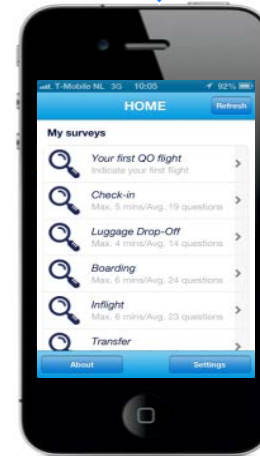 T-Mobile NL 3G 10:05 92%
HOME Refresh
My surveys
Your first QO flight
Indicate your first flight
Check-in
Max. 5 mins/Avg. 19 questions
Luggage Drop-Off
Max. 4 mins/Avg. 14 questions
Boarding
Max. 6 mins/Avg. 24 questions
Inflight
Max. 6 mins/Avg. 23 questions
Transfer
About Settings